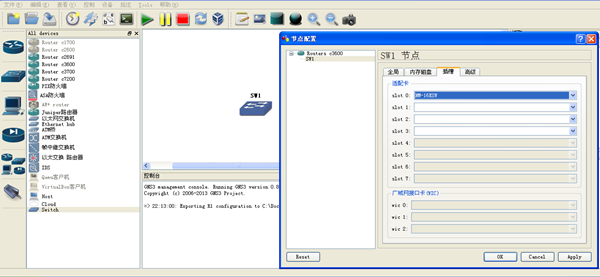 文件(F) 编辑(E) 查看(V) 控制 设备 Tools 帮助(H)
All devices
Router c1700
Router c2600
Router c2691
Router c3600
Router c3700
Router c7200
PIX防火墙
ASA防火墙
AW+ router
Juniper路由器
以太网交换机
Ethernet hub
ATM桥
ATM交换机
帧中继交换机
以太交换 路由器
IDS
Qemu客户机
VirtualBox客户机
Host
Cloud
Switch
SW1
控制台
GNS3 management console. Running GNS3 version 0.8
Copyright (c) 2006-2013 GNS3 Project.
=> 22:13:00: Exporting R1 configuration to C:\Doc
节点配置
Routers c3600
SW1
SW1 节点
全局 内存磁盘 插槽 高级
适配卡
slot 0: NM-16ESW
slot 1:
slot 2:
slot 3:
slot 4:
slot 5:
slot 6:
slot 7:
广域网接口卡(WIC)
wic 0:
wic 1:
wic 2:
Reset OK Cancel Apply